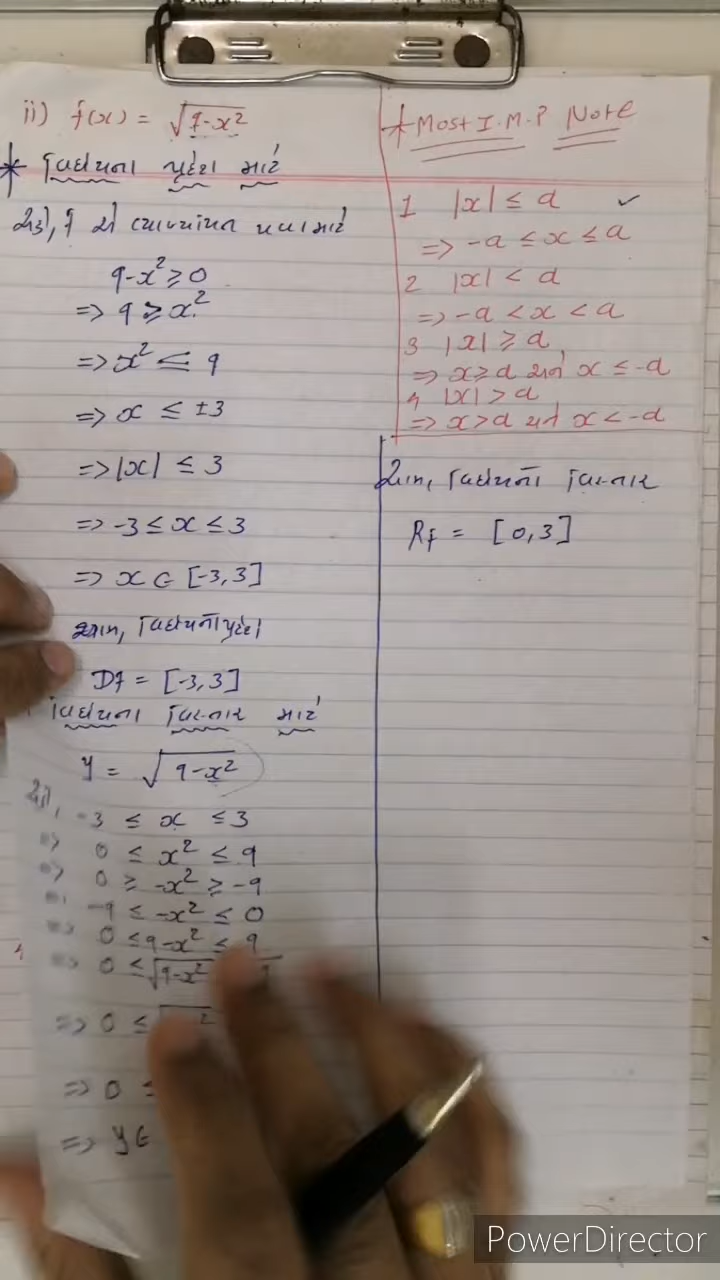 ii) f(x) = √9-x²
* વિધેયના પ્રદેશ માટે
અહીં, f એ વ્યાખ્યાયિત થવા માટે
9-x² ≥ 0
=> 9 ≥ x²
=> x² ≤ 9
=> x ≤ ±3
=> |x| ≤ 3
=> -3 ≤ x ≤ 3
=> x ∈ [-3,3]
આમ, વિધેયનો પ્રદેશ
Df = [-3,3]
વિધેયના વિસ્તાર માટે
y = √9-x²
અહીં, -3 ≤ x ≤ 3
=> 0 ≤ x² ≤ 9
=> 0 ≥ -x² ≥ -9
=> -9 ≤ -x² ≤ 0
=> 0 ≤ 9-x² ≤ 9
=> 0 ≤ √9-x²
=> 0 ≤
=> 0 ≤
=> y ∈
* Most I.M.P Note
1 |x| ≤ a ✓
=> -a ≤ x ≤ a
2 |x| < a
=> -a < x < a
3 |x| ≥ a
=> x ≥ a અને x ≤ -a
4 |x| > a
=> x > a અને x < -a
આમ, વિધેયનો વિસ્તાર
Rf = [0,3]
PowerDirector